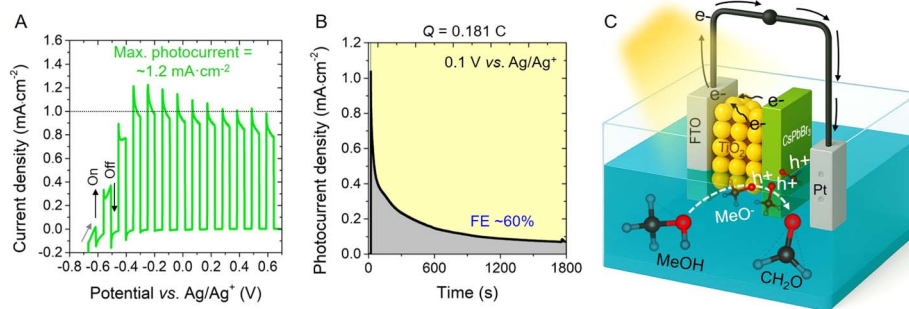 A
Max. photocurrent =
~1.2 mA·cm-2
Current density (mA·cm-2)
1.4
1.2
1.0
0.8
0.6
0.4
0.2
0.0
-0.2
On
Off
-0.8 -0.6 -0.4 -0.2 0.0 0.2 0.4 0.6
Potential vs. Ag/Ag+ (V)
B
Q = 0.181 C
0.1 V vs. Ag/Ag+
Photocurrent density (mA·cm-2)
1.2
1.0
0.8
0.6
0.4
0.2
0.0
FE ~60%
0 600 1200 1800
Time (s)
C
e-
e-
e-
e-
FTO
TiO2
CsPbBr3
h+
h+
h+
Pt
MeO-
MeOH
CH2O